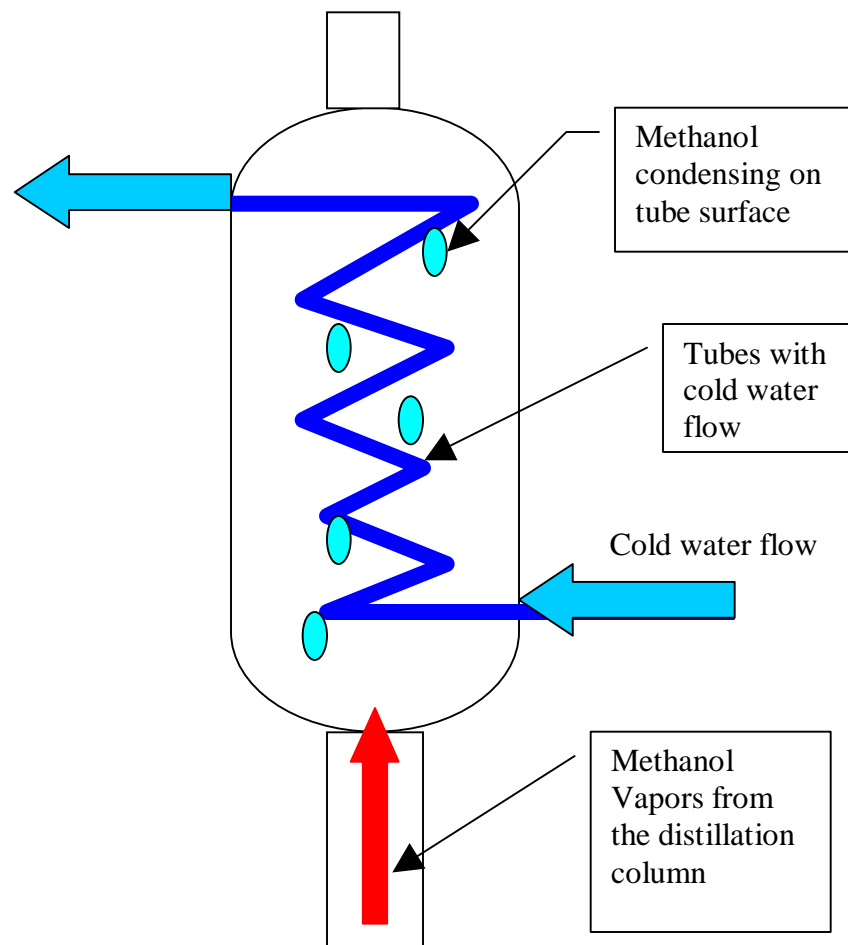 Methanol
condensing on
tube surface
Tubes with
cold water
flow
Cold water flow
Methanol
Vapors from
the distillation
column